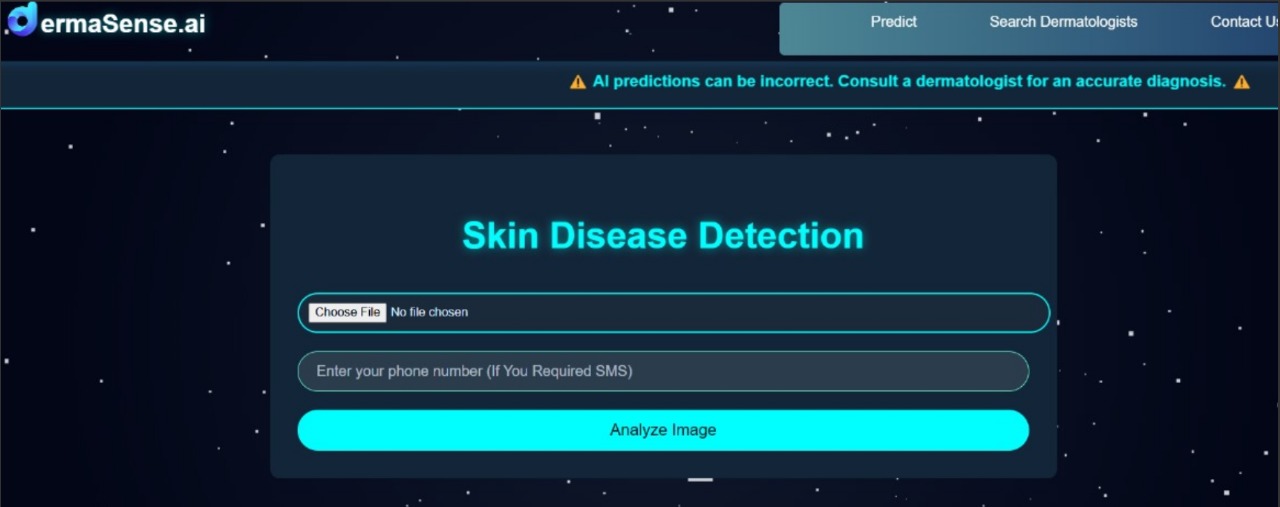 dermaSense.ai
Predict Search Dermatologists Contact Us
⚠ AI predictions can be incorrect. Consult a dermatologist for an accurate diagnosis. ⚠
Skin Disease Detection
Choose File No file chosen
Enter your phone number (If You Required SMS)
Analyze Image